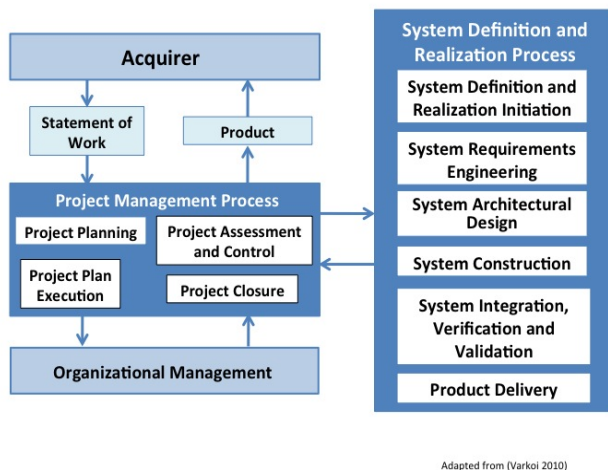 Acquirer
Statement of
Work
Product
Project Management Process
Project Planning
Project Assessment
and Control
Project Plan
Execution
Project Closure
Organizational Management
System Definition and
Realization Process
System Definition and
Realization Initiation
System Requirements
Engineering
System Architectural
Design
System Construction
System Integration,
Verification and
Validation
Product Delivery
Adapted from (Varkoi 2010)